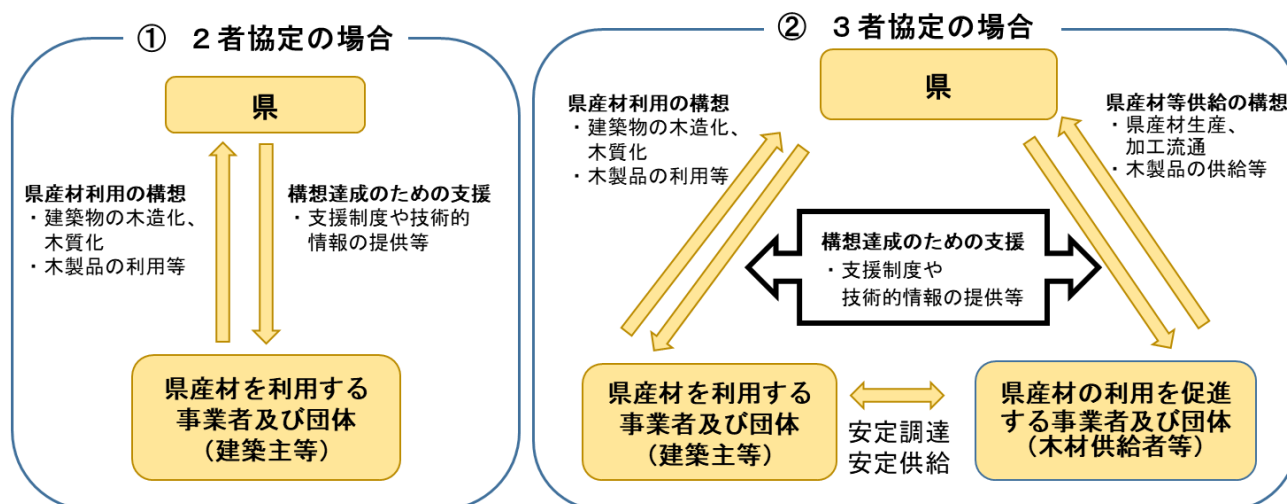 ① 2者協定の場合
県
県産材利用の構想
・建築物の木造化、
木質化
・木製品の利用等
構想達成のための支援
・支援制度や技術的
情報の提供等
県産材を利用する
事業者及び団体
(建築主等)
② 3者協定の場合
県
県産材利用の構想
・建築物の木造化、
木質化
・木製品の利用等
県産材等供給の構想
・県産材生産、
加工流通
・木製品の供給等
構想達成のための支援
・支援制度や
技術的情報の提供等
県産材を利用する
事業者及び団体
(建築主等)
安定調達
安定供給
県産材の利用を促進
する事業者及び団体
(木材供給者等)